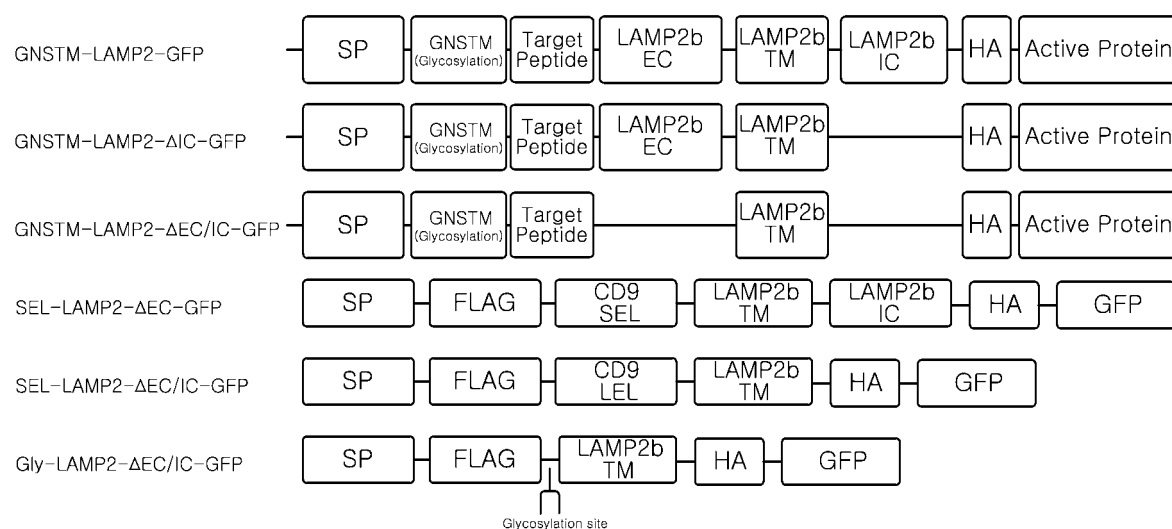 GNSTM-LAMP2-GFP
SP
GNSTM
(Glycosylation)
Target
Peptide
LAMP2b
EC
LAMP2b
TM
LAMP2b
IC
HA
Active Protein
GNSTM-LAMP2-ΔIC-GFP
SP
GNSTM
(Glycosylation)
Target
Peptide
LAMP2b
EC
LAMP2b
TM
HA
Active Protein
GNSTM-LAMP2-ΔEC/IC-GFP
SP
GNSTM
(Glycosylation)
Target
Peptide
LAMP2b
TM
HA
Active Protein
SEL-LAMP2-ΔEC-GFP
SP
FLAG
CD9
SEL
LAMP2b
TM
LAMP2b
IC
HA
GFP
SEL-LAMP2-ΔEC/IC-GFP
SP
FLAG
CD9
LEL
LAMP2b
TM
HA
GFP
Gly-LAMP2-ΔEC/IC-GFP
SP
FLAG
LAMP2b
TM
HA
GFP
Glycosylation site